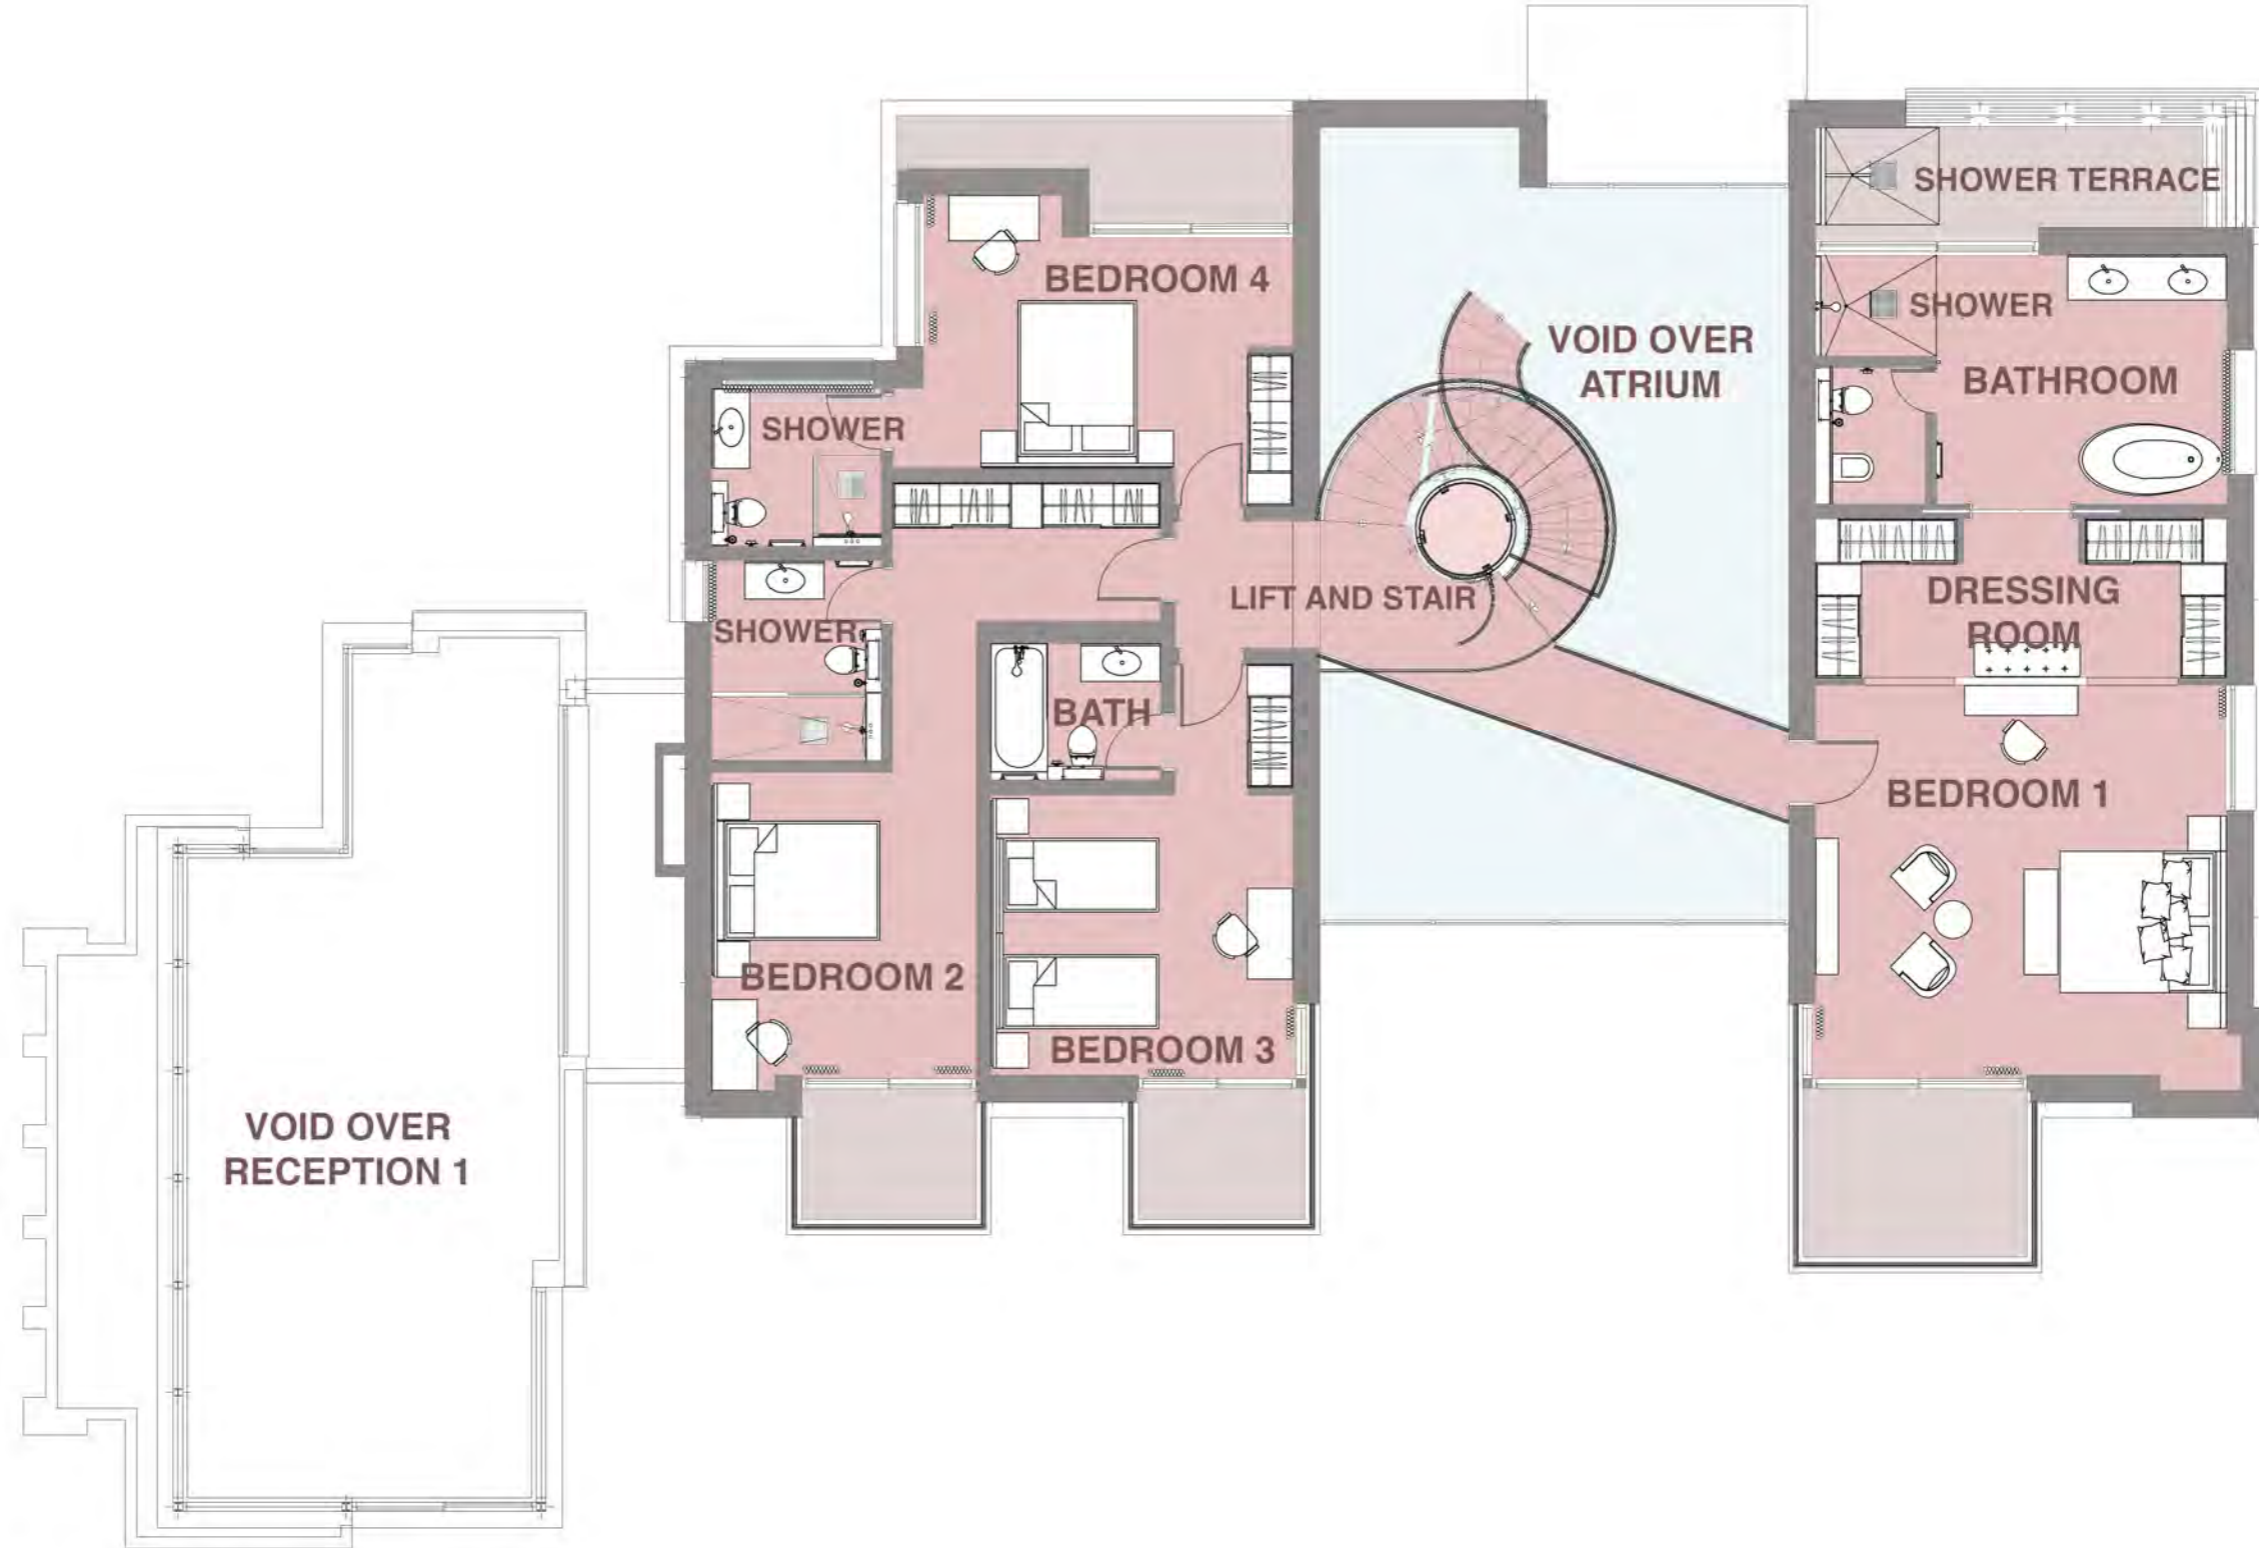 SHOWER TERRACE
BEDROOM 4
SHOWER
VOID OVER
ATRIUM
BATHROOM
SHOWER
LIFT AND STAIR
DRESSING
ROOM
SHOWER
BATH
BEDROOM 1
BEDROOM 2
BEDROOM 3
VOID OVER
RECEPTION 1